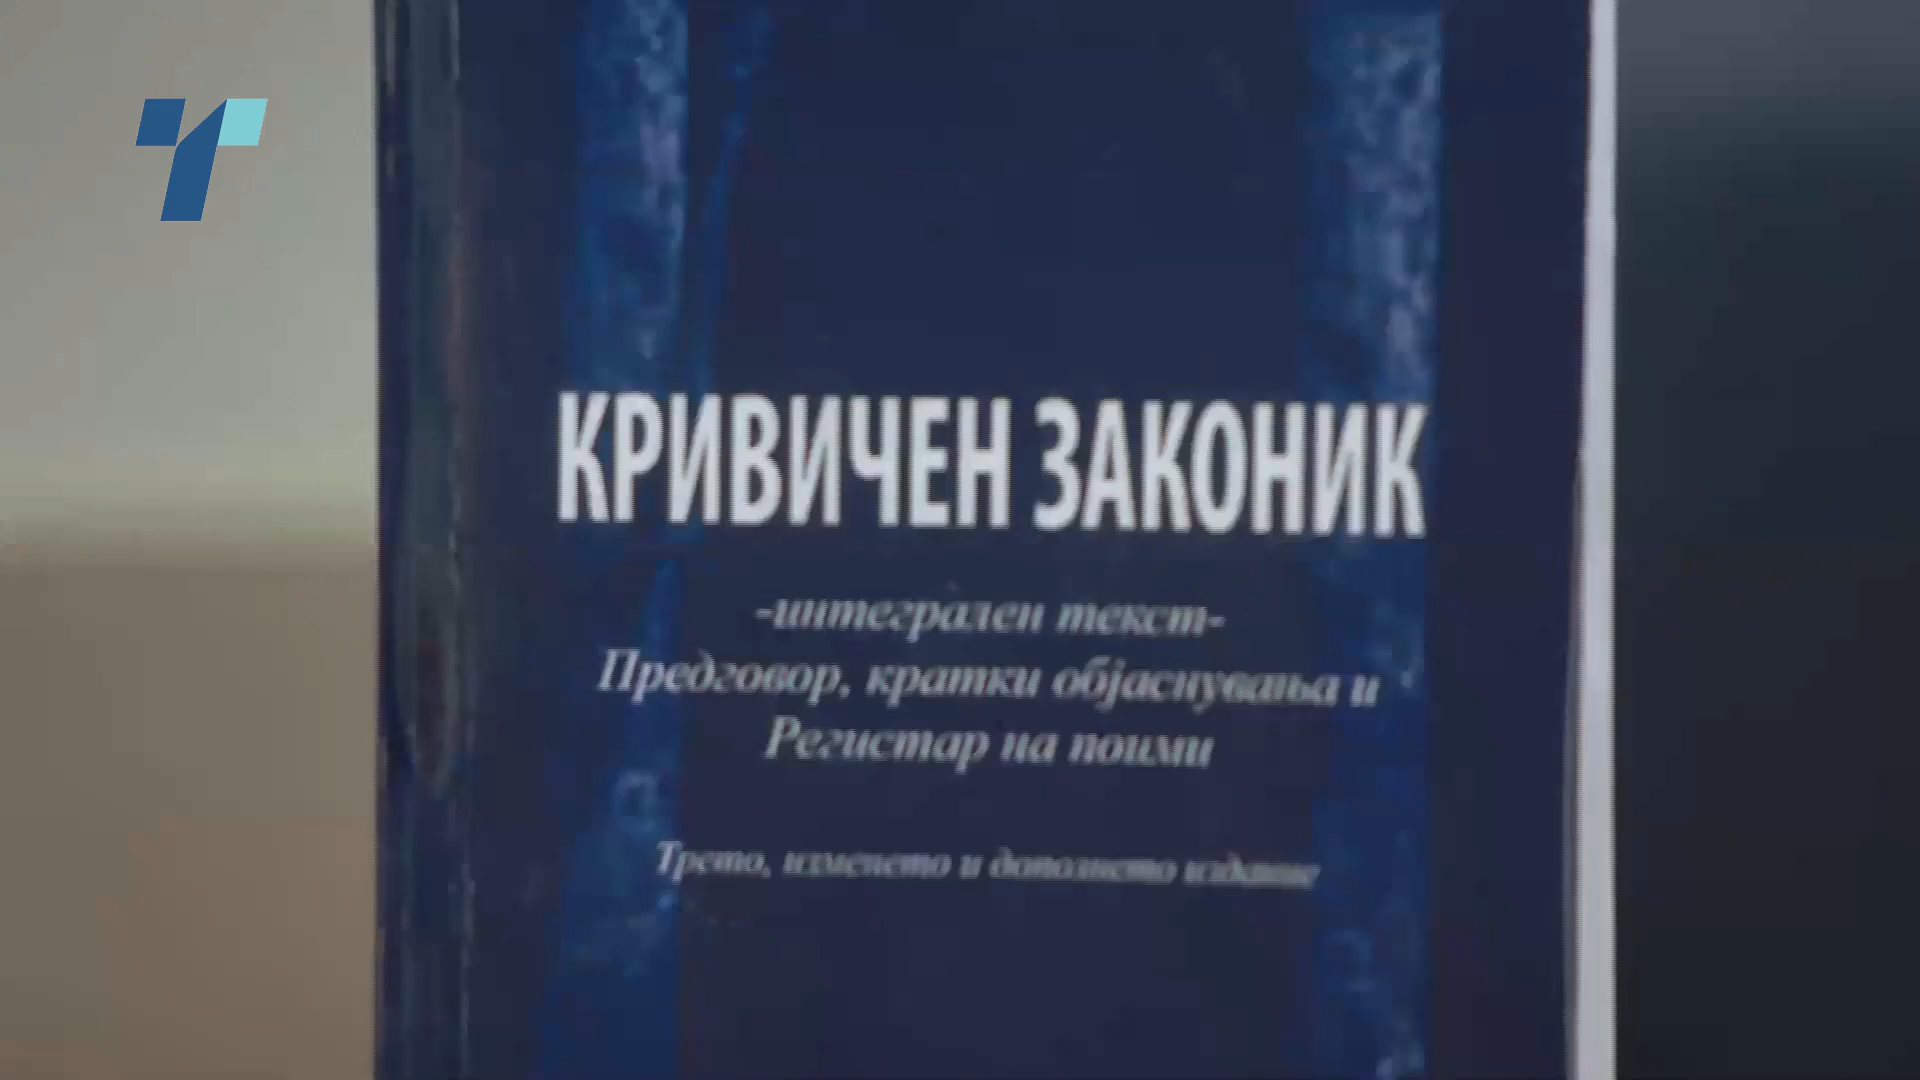 КРИВИЧЕН ЗАКОНИК
-интегрален текст-
Предговор, кратки објаснувања и
Регистар на поими
Трето, изменето и дополнето издание